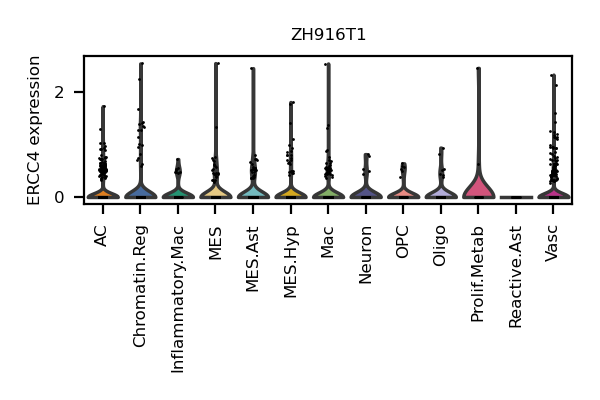 ZH916T1
ERCC4 expression
2
0
AC
Chromatin.Reg
Inflammatory.Mac
MES
MES.Ast
MES.Hyp
Mac
Neuron
OPC
Oligo
Prolif.Metab
Reactive.Ast
Vasc